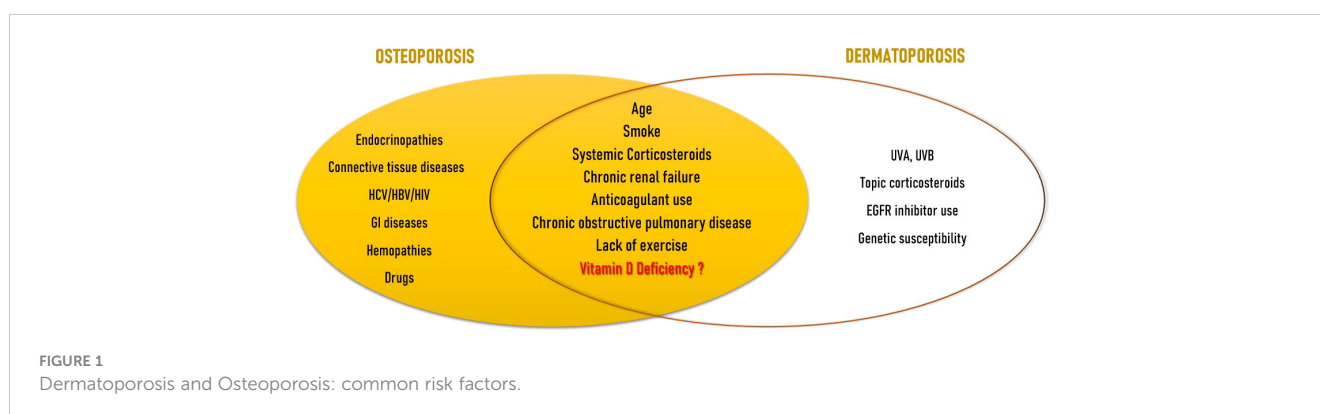 OSTEOPOROSIS
DERMATOPOROSIS
Endocrinopathies
Connective tissue diseases
HCV/HBV/HIV
GI diseases
Hemopathies
Drugs
Age
Smoke
Systemic Corticosteroids
Chronic renal failure
Anticoagulant use
Chronic obstructive pulmonary disease
Lack of exercise
Vitamin D Deficiency ?
UVA, UVB
Topic corticosteroids
EGFR inhibitor use
Genetic susceptibility
FIGURE 1
Dermatoporosis and Osteoporosis: common risk factors.